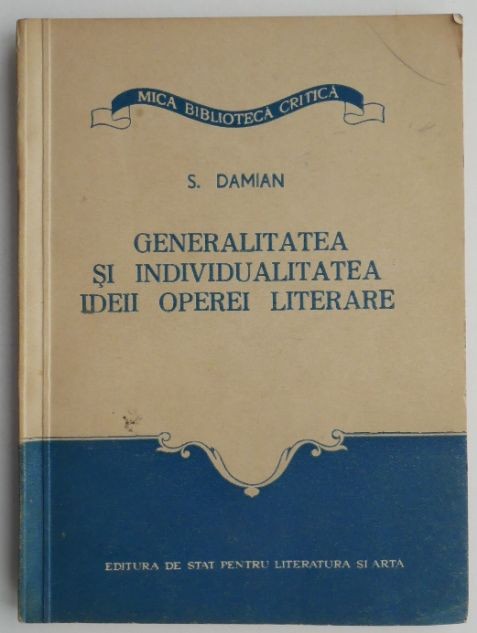 MICA BIBLIOTECĂ CRITICĂ
S. DAMIAN
GENERALITATEA
ŞI INDIVIDUALITATEA
IDEII OPEREI LITERARE
EDITURA DE STAT PENTRU LITERATURA SI ARTA